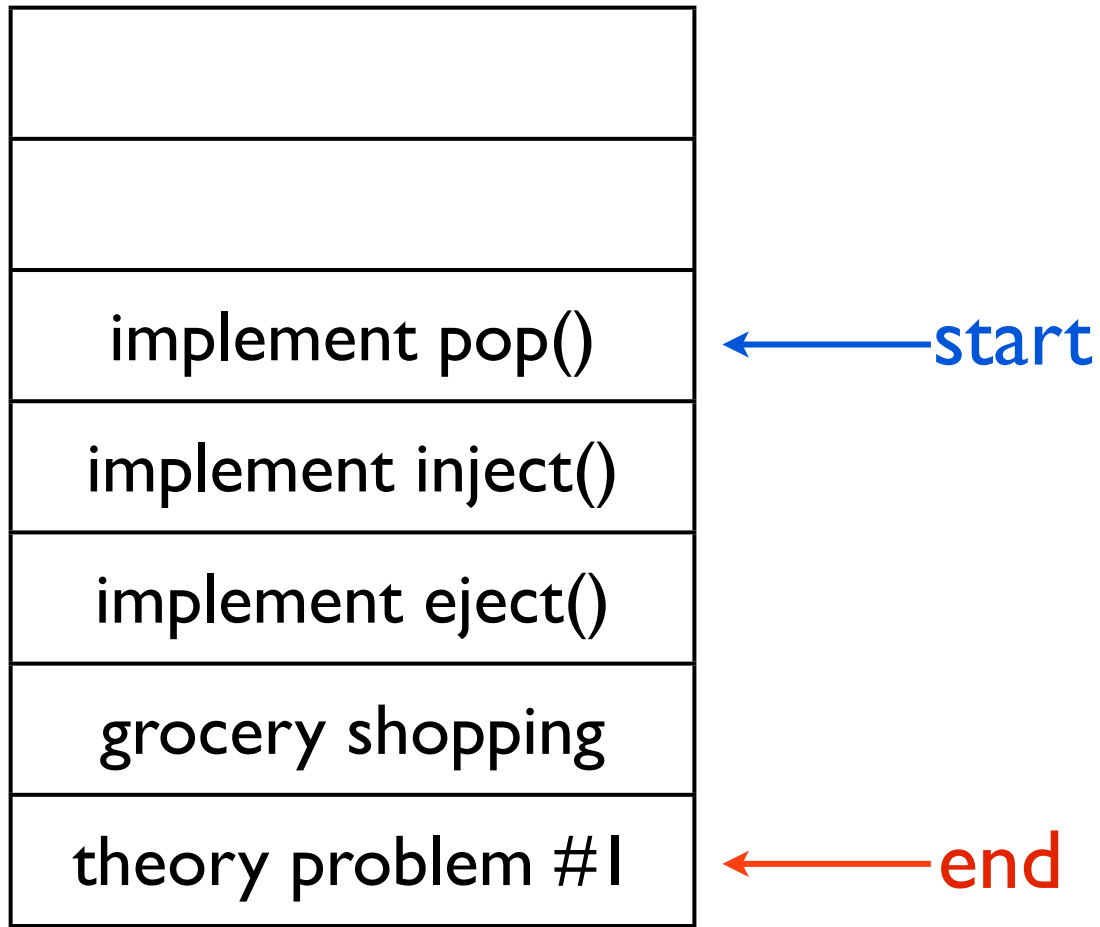 implement pop()
start
implement inject()
implement eject()
grocery shopping
theory problem #1
end